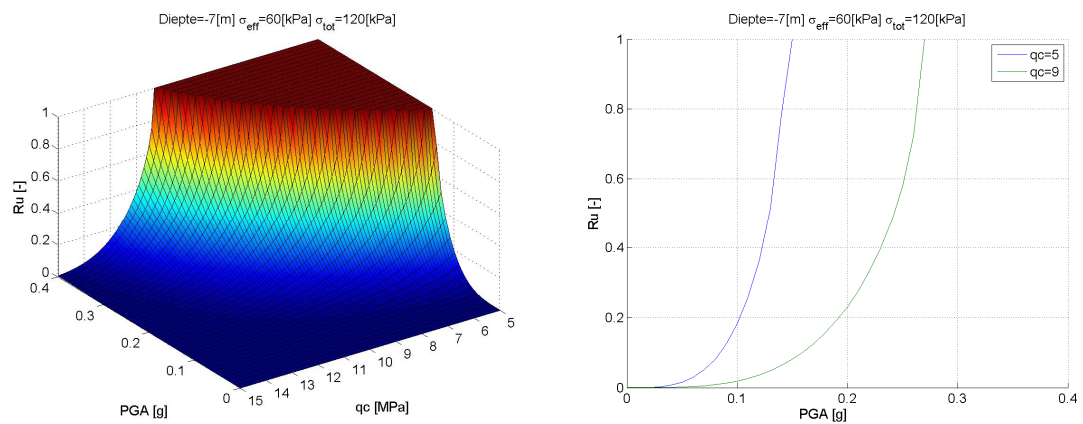 Diepte=-7[m] σeff=60[kPa] σtot=120[kPa]
1
0.8
0.6
0.4
0.2
0
Ru [-]
0.4
0.3
0.2
0.1
0
PGA [g]
15
14
13
12
11
10
9
8
7
6
5
qc [MPa]
Diepte=-7[m] σeff=60[kPa] σtot=120[kPa]
qc=5
qc=9
1
0.8
0.6
0.4
0.2
0
Ru [-]
0 0.1 0.2 0.3 0.4
PGA [g]